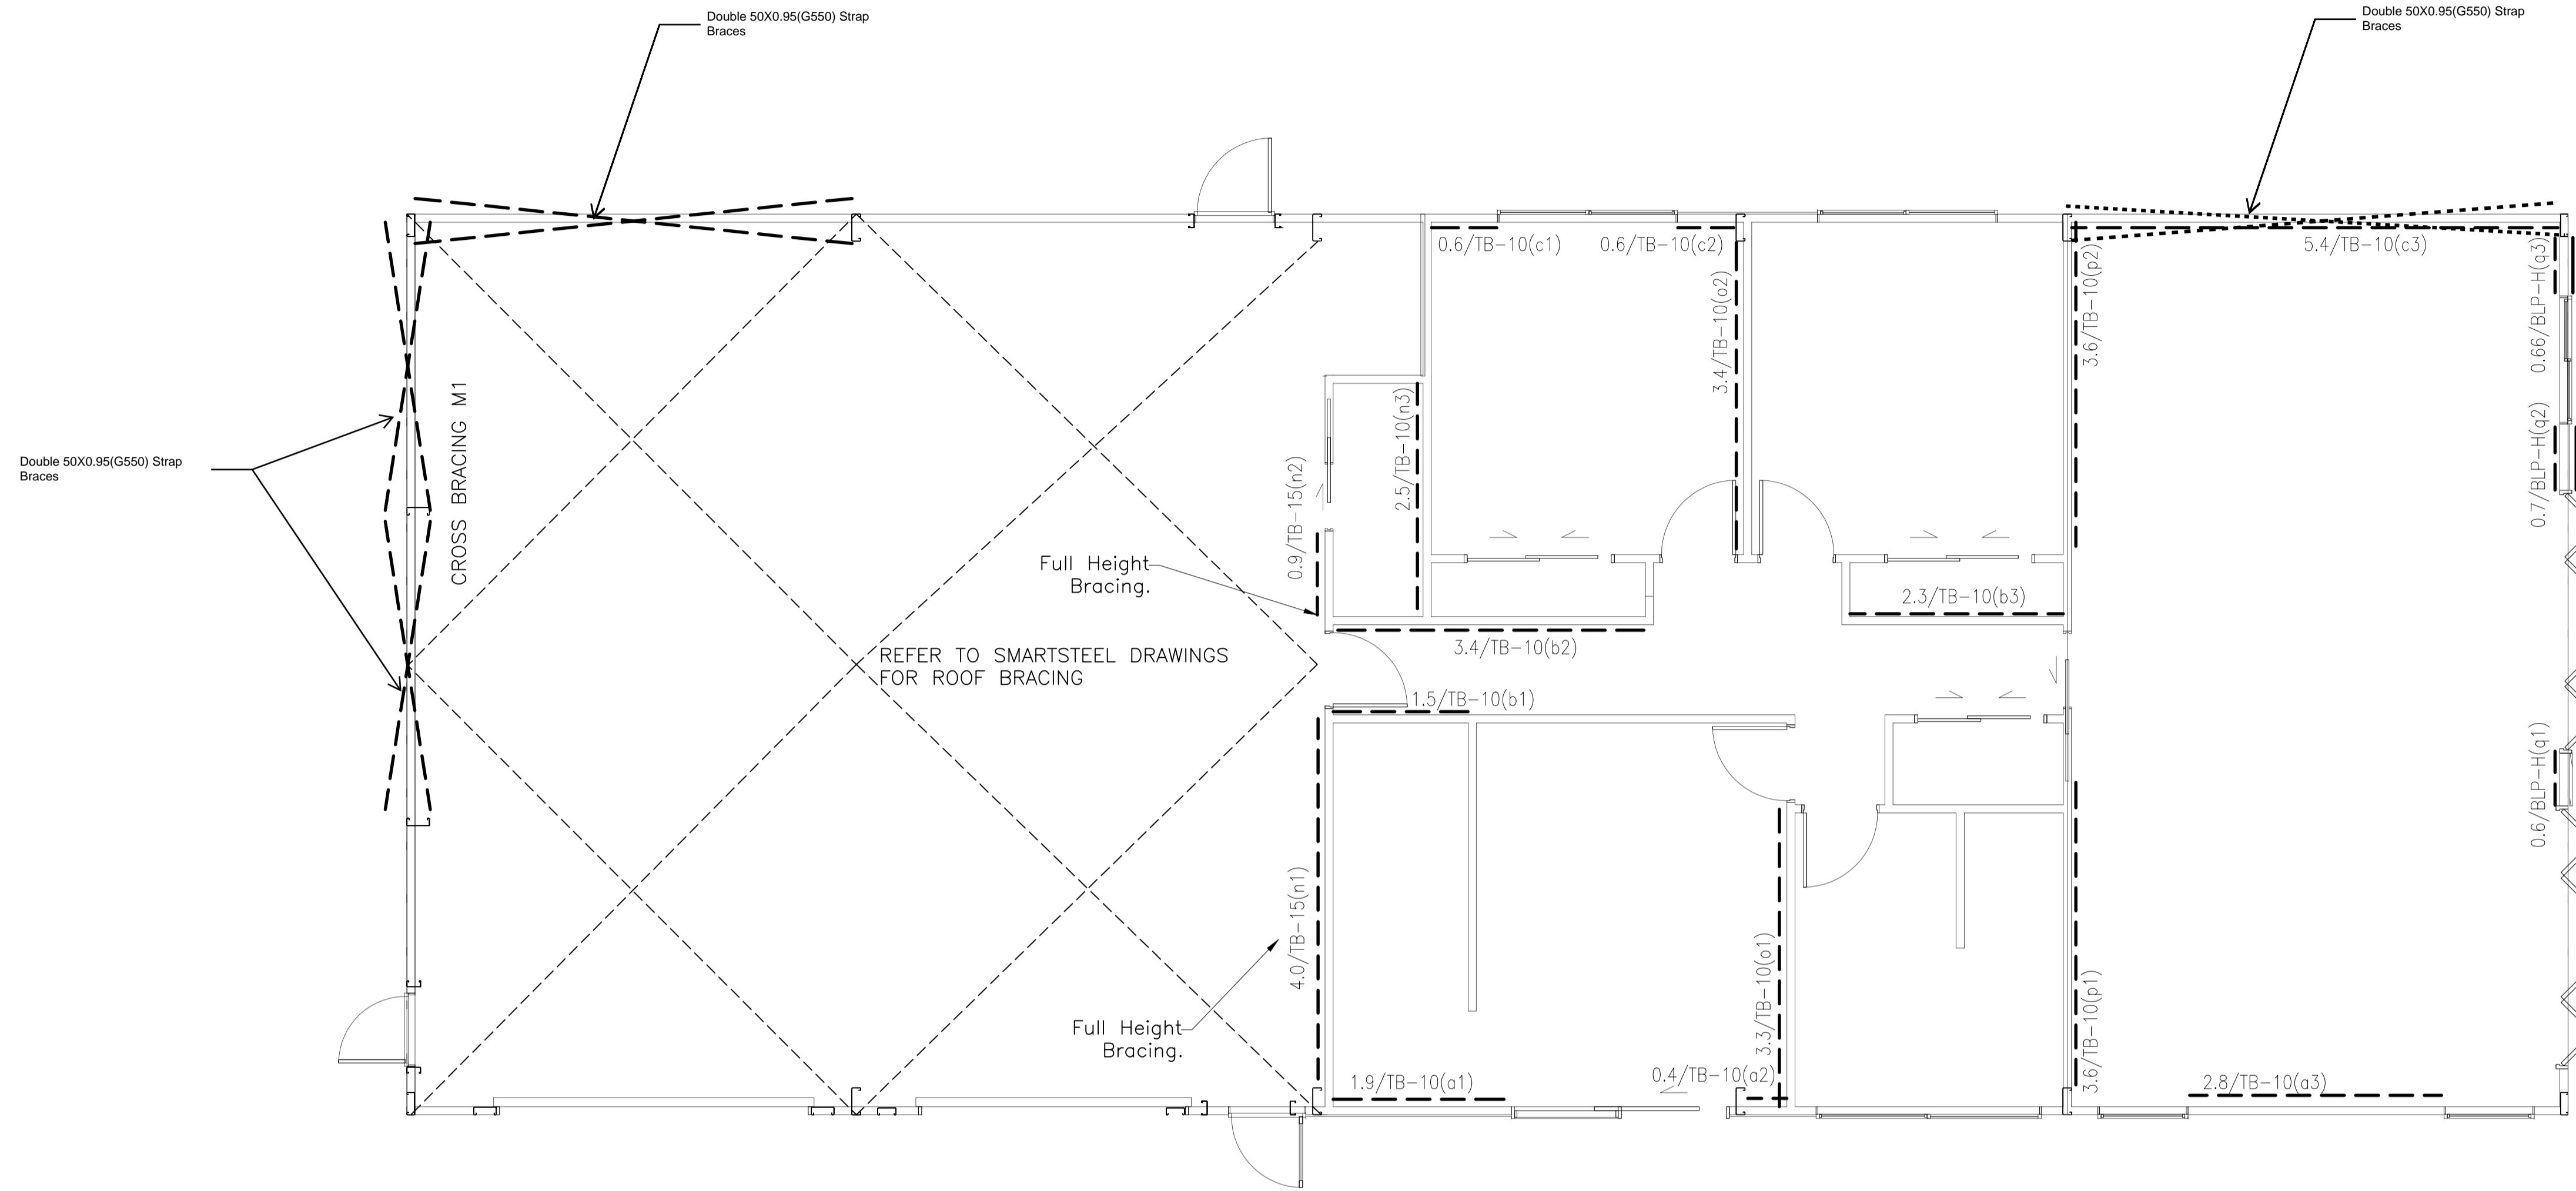 Double 50X0.95(G550) Strap
Braces
Double 50X0.95(G550) Strap
Braces
0.6/TB-10(c1)
0.6/TB-10(c2)
5.4/TB-10(c3)
3.4/TB-10(o2)
3.6/TB-10(p2)
0.66/BLP-H(q3)
CROSS BRACING M1
Double 50X0.95(G550) Strap
Braces
0.9/TB-15(n2)
2.5/TB-10(n3)
0.7/BLP-H(q2)
Full Height
Bracing.
2.3/TB-10(b3)
3.4/TB-10(b2)
REFER TO SMARTSTEEL DRAWINGS
FOR ROOF BRACING
1.5/TB-10(b1)
0.6/BLP-H(q1)
4.0/TB-15(n1)
3.3/TB-10(o1)
3.6/TB-10(p1)
Full Height
Bracing.
1.9/TB-10(a1)
0.4/TB-10(a2)
2.8/TB-10(a3)